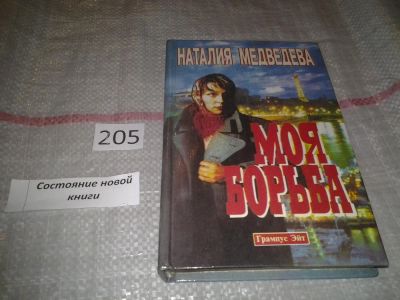 НАТАЛИЯ МЕДВЕДЕВА
МОЯ
БОРЬБА
Грампус Эйт
205
Состояние новой
книги